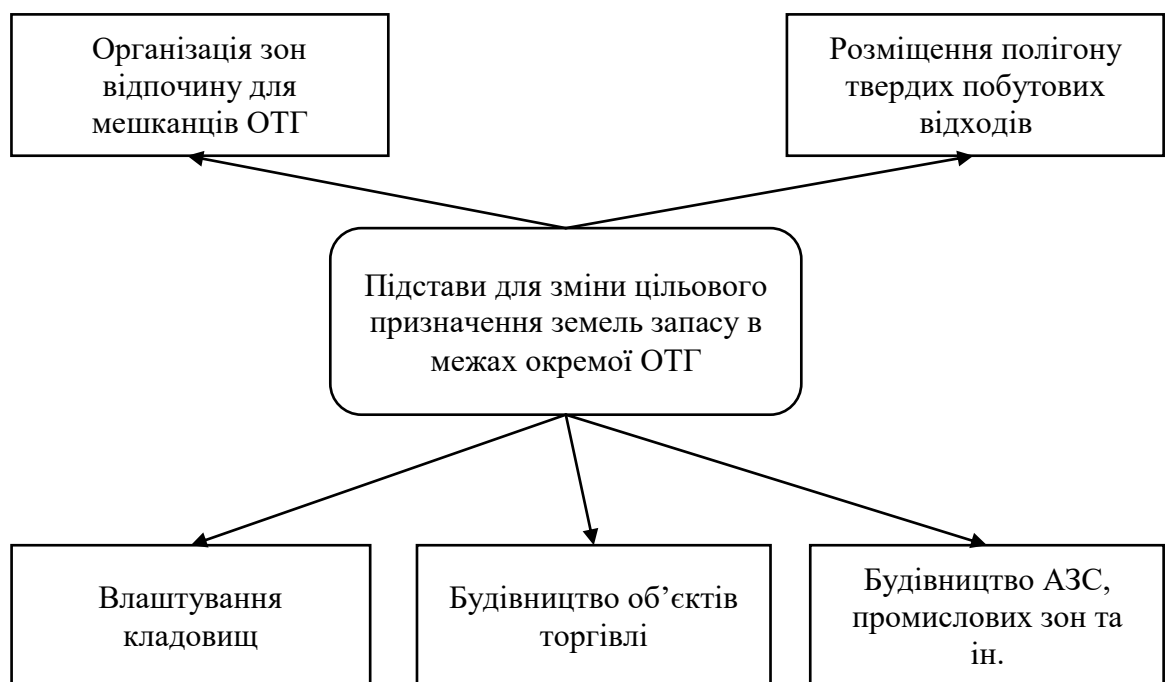 Організація зон
відпочину для
мешканців ОТГ
Розміщення полігону
твердих побутових
відходів
Підстави для зміни цільового
призначення земель запасу в
межах окремої ОТГ
Влаштування
кладовищ
Будівництво об’єктів
торгівлі
Будівництво АЗС,
промислових зон та
ін.